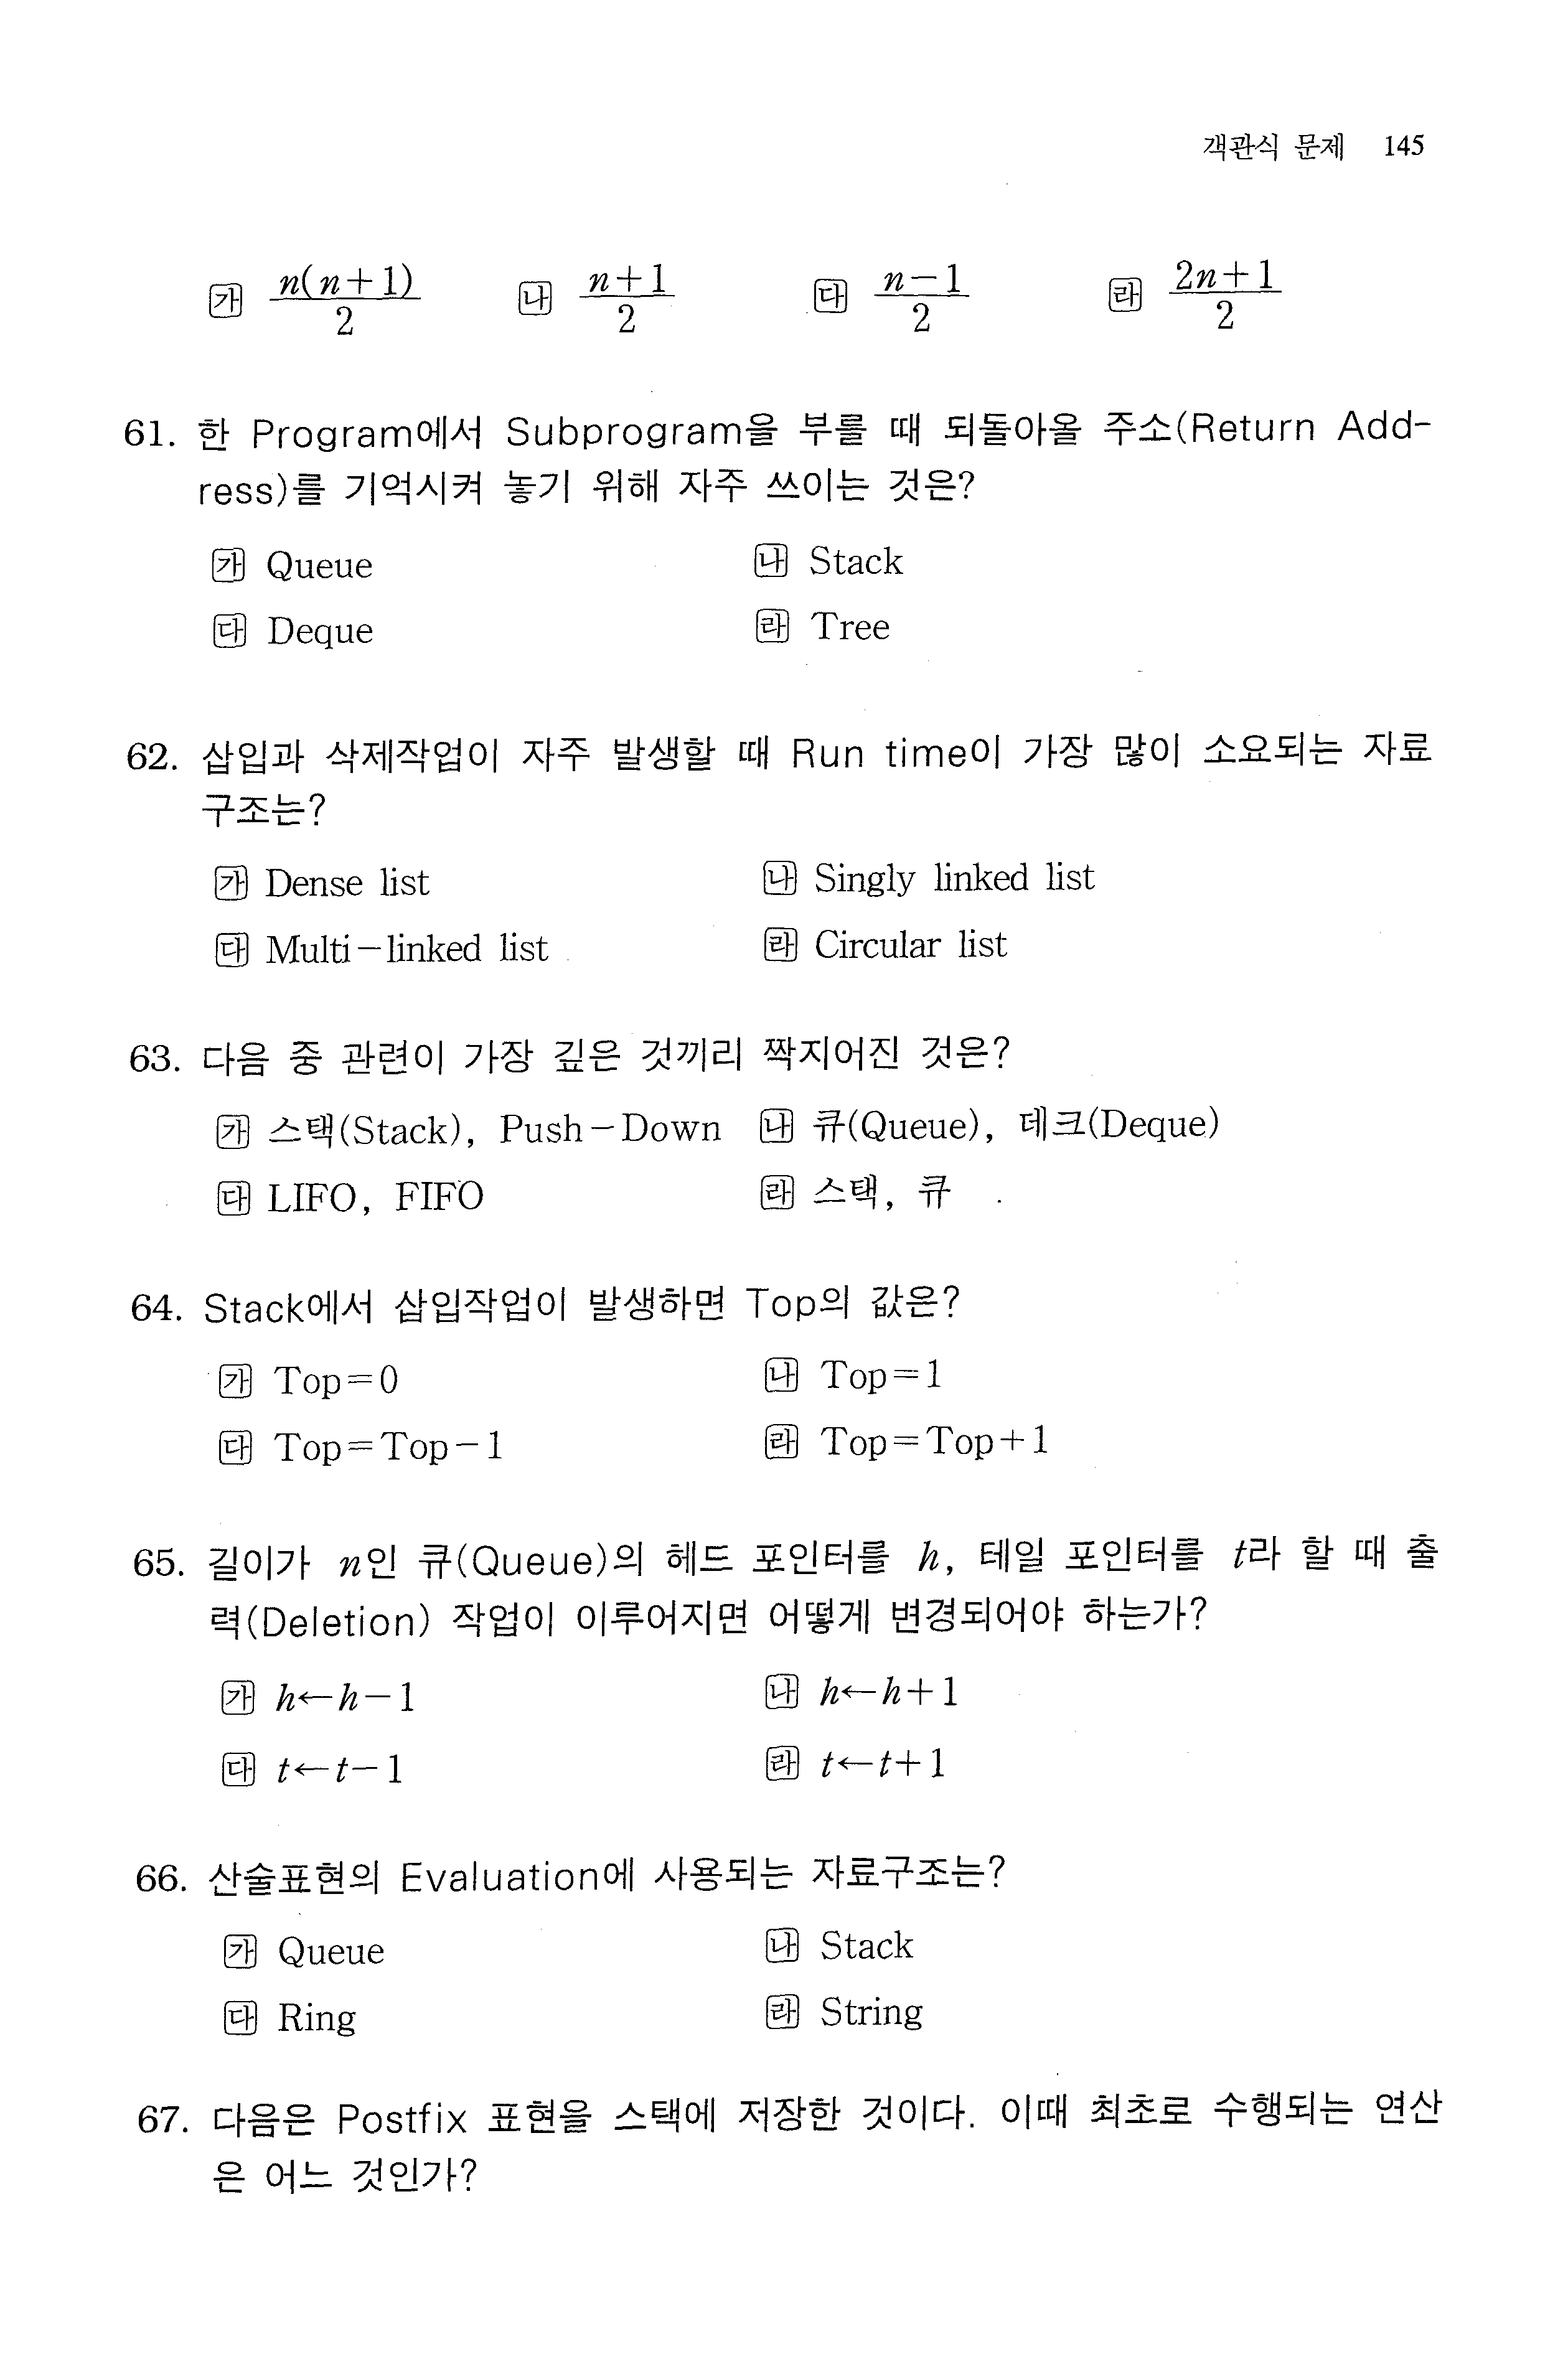 객관식 문제 145
㉮ n(n+1)/2 ㉯ n+1/2 ㉰ n−1/2 ㉱ 2n+1/2
61. 한 Program에서 Subprogram을 부를 때 되돌아올 주소(Return Add-
ress)를 기억시켜 놓기 위해 자주 쓰이는 것은?
㉮ Queue ㉯ Stack
㉰ Deque ㉱ Tree
62. 삽입과 삭제작업이 자주 발생할 때 Run time이 가장 많이 소요되는 자료
구조는?
㉮ Dense list ㉯ Singly linked list
㉰ Multi－linked list ㉱ Circular list
63. 다음 중 관련이 가장 깊은 것끼리 짝지어진 것은?
㉮ 스택(Stack), Push－Down ㉯ 큐(Queue), 데크(Deque)
㉰ LIFO, FIFO ㉱ 스택, 큐
64. Stack에서 삽입작업이 발생하면 Top의 값은?
㉮ Top=0 ㉯ Top=1
㉰ Top=Top−1 ㉱ Top=Top+1
65. 길이가 n인 큐(Queue)의 헤드 포인터를 h, 테일 포인터를 t라 할 때 출
력(Deletion) 작업이 이루어지면 어떻게 변경되어야 하는가?
㉮ h←h−1 ㉯ h←h+1
㉰ t←t−1 ㉱ t←t+1
66. 산술표현의 Evaluation에 사용되는 자료구조는?
㉮ Queue ㉯ Stack
㉰ Ring ㉱ String
67. 다음은 Postfix 표현을 스택에 저장한 것이다. 이때 최초로 수행되는 연산
은 어느 것인가?